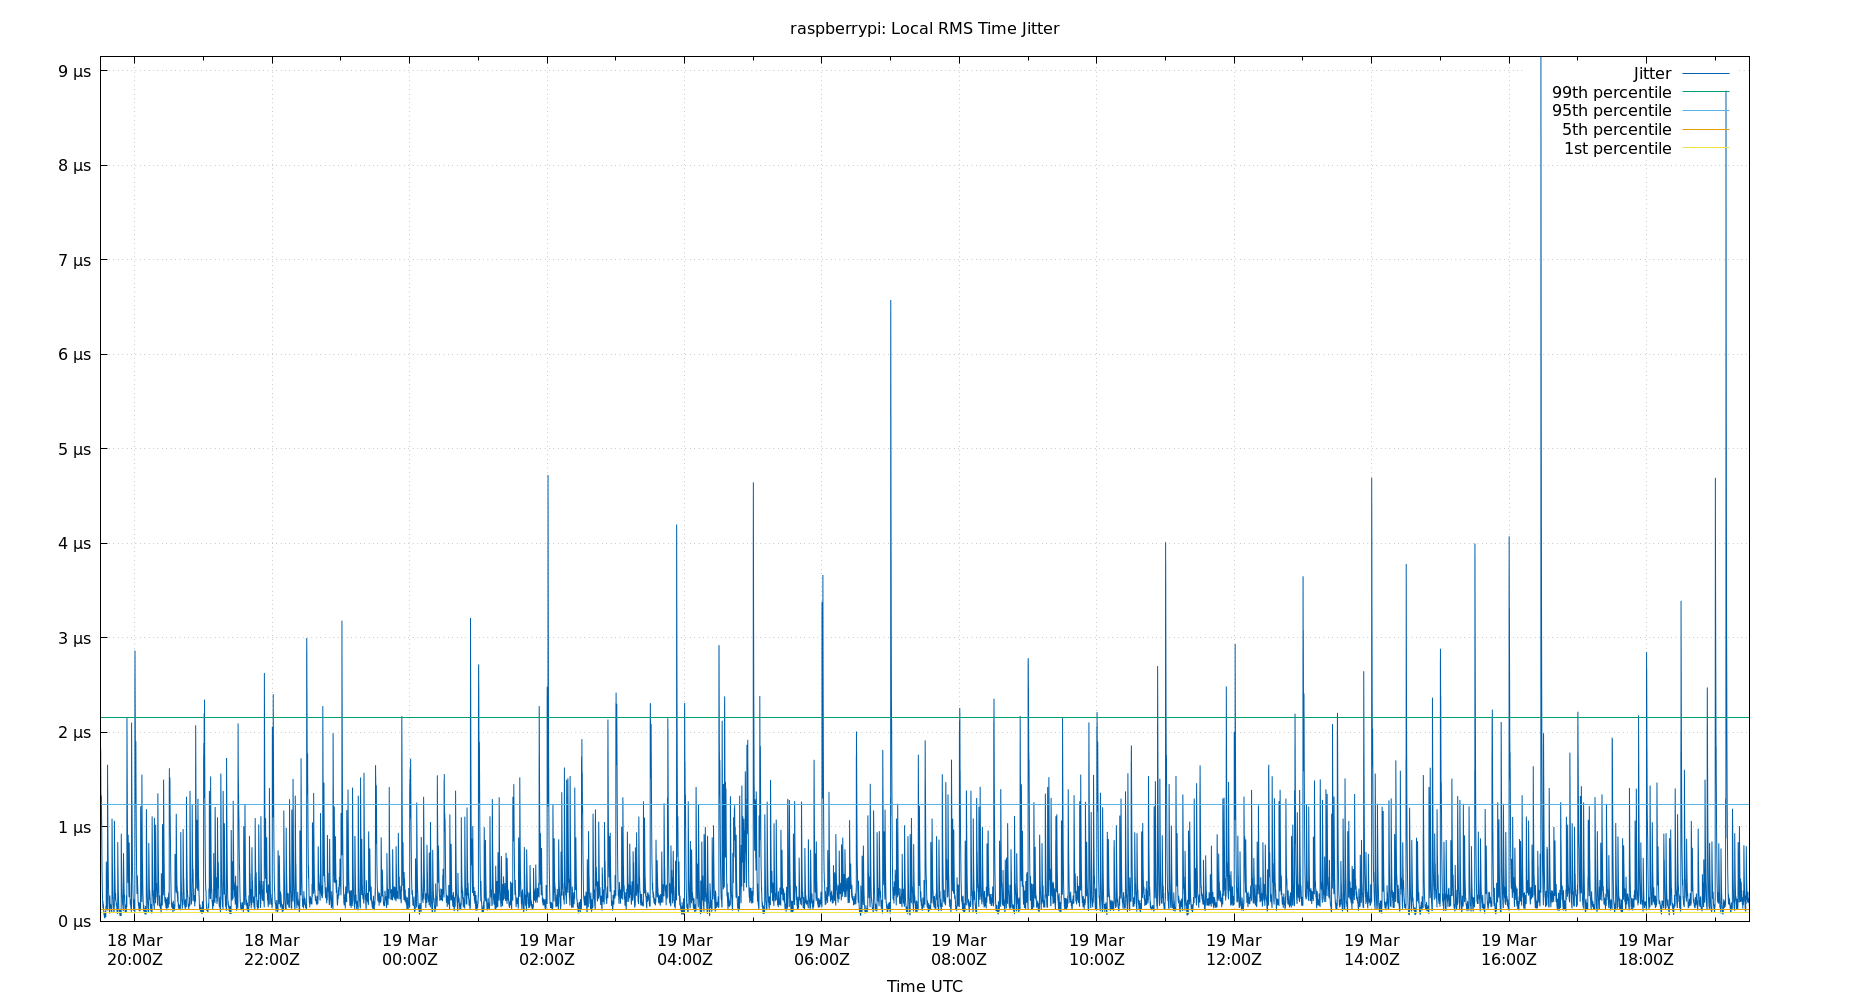 raspberrypi: Local RMS Time Jitter
9 µs
8 µs
7 µs
6 µs
5 µs
4 µs
3 µs
2 µs
1 µs
0 µs
Jitter
99th percentile
95th percentile
5th percentile
1st percentile
18 Mar 18 Mar 19 Mar 19 Mar 19 Mar 19 Mar 19 Mar 19 Mar 19 Mar 19 Mar 19 Mar 19 Mar
20:00Z 22:00Z 00:00Z 02:00Z 04:00Z 06:00Z 08:00Z 10:00Z 12:00Z 14:00Z 16:00Z 18:00Z
Time UTC